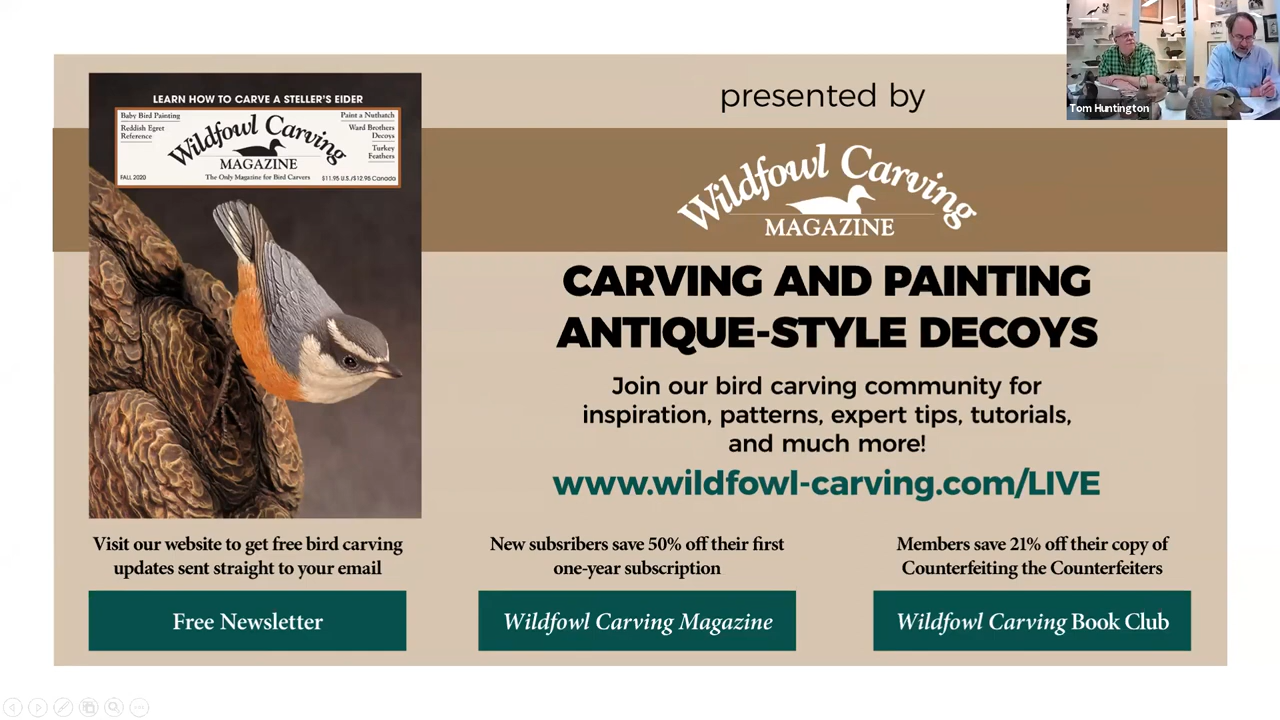 LEARN HOW TO CARVE A STELLER'S EIDER
Baby Bird Painting
Reddish Egret
Reference
Paint a Nuthatch
Ward Brothers
Decoys
Turkey
Feathers
Wildfowl Carving
MAGAZINE
The Only Magazine for Bird Carvers
FALL 2020
$11.95 U.S./$12.95 Canada
presented by
Wildfowl Carving
MAGAZINE
CARVING AND PAINTING
ANTIQUE-STYLE DECOYS
Join our bird carving community for
inspiration, patterns, expert tips, tutorials,
and much more!
www.wildfowl-carving.com/LIVE
Visit our website to get free bird carving
updates sent straight to your email
Free Newsletter
New subsribers save 50% off their first
one-year subscription
Wildfowl Carving Magazine
Members save 21% off their copy of
Counterfeiting the Counterfeiters
Wildfowl Carving Book Club
Tom Huntington